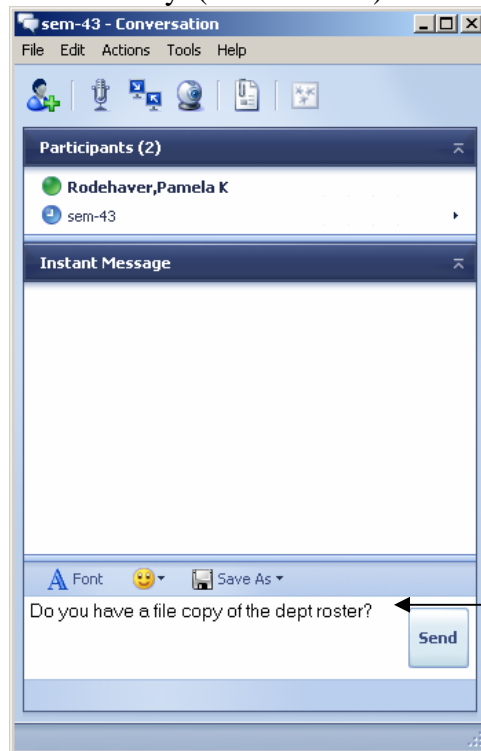 sem-43 - Conversation
File Edit Actions Tools Help
Participants (2)
Rodehaver,Pamela K
sem-43
Instant Message
Font Save As
Do you have a file copy of the dept roster?
Send